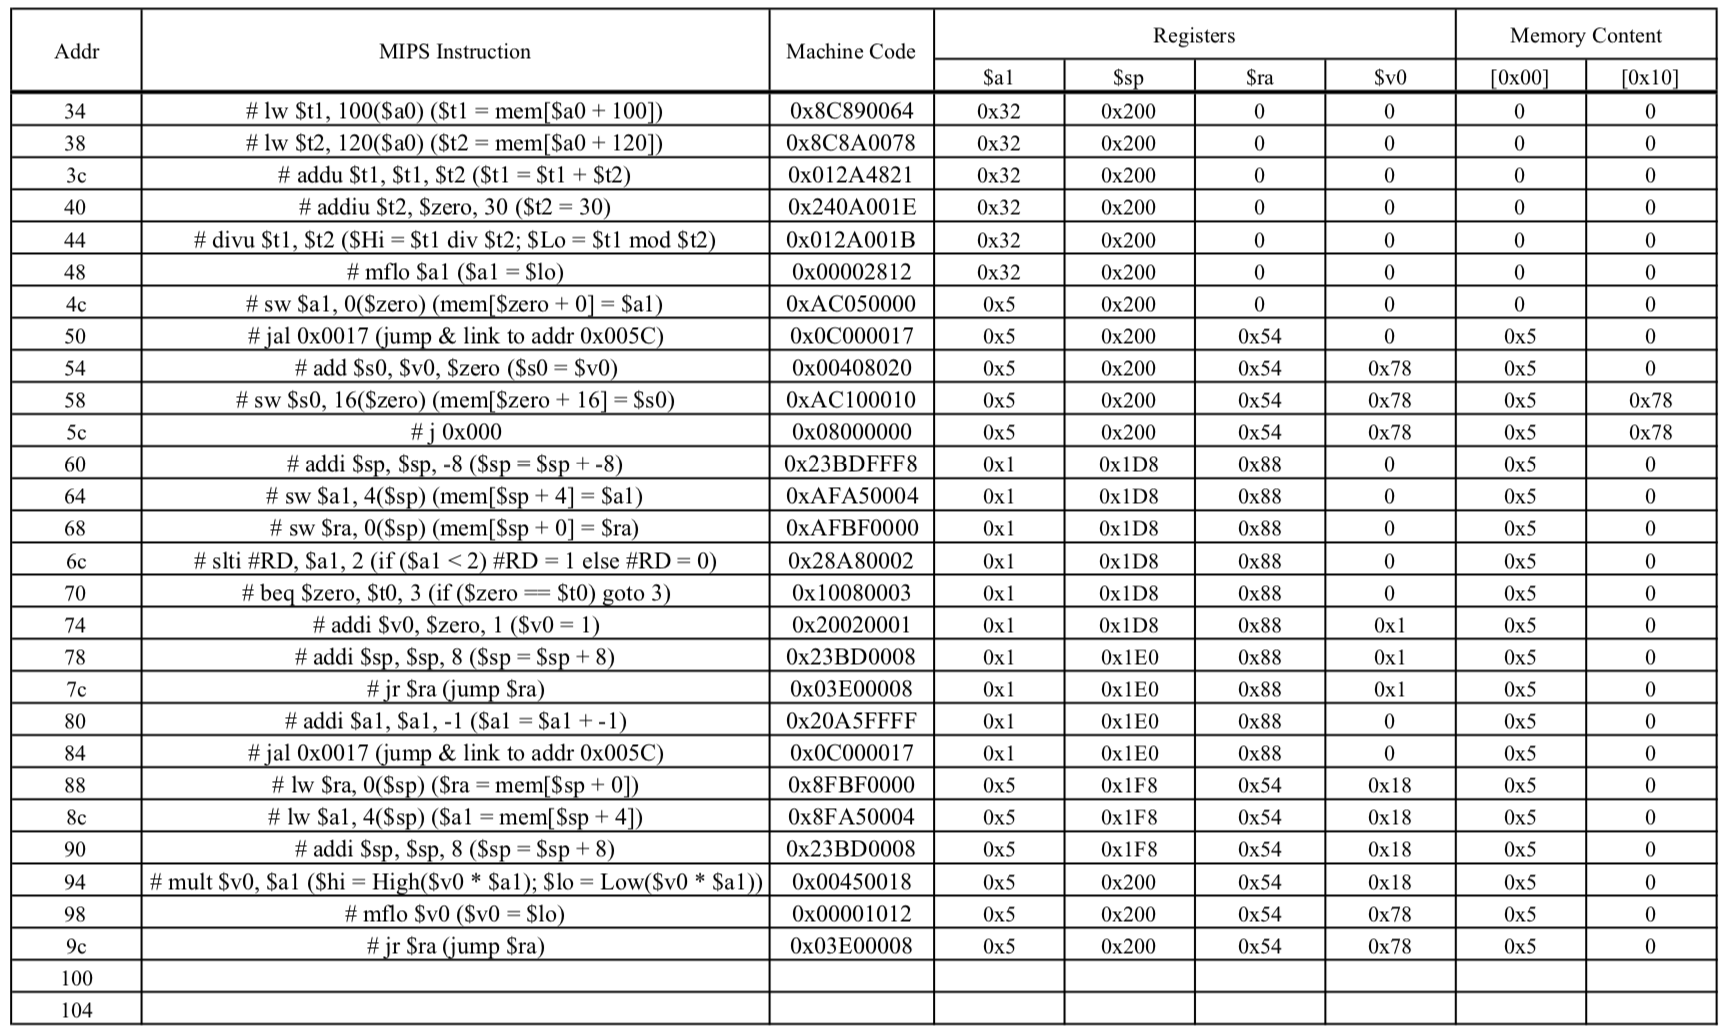 Addr MIPS Instruction Machine Code Registers Memory Content
$a1 $sp $ra $v0 [0x00] [0x10]
34 # lw $t1, 100($a0) ($t1 = mem[$a0 + 100]) 0x8C890064 0x32 0x200 0 0 0 0
38 # lw $t2, 120($a0) ($t2 = mem[$a0 + 120]) 0x8C8A0078 0x32 0x200 0 0 0 0
3c # addu $t1, $t1, $t2 ($t1 = $t1 + $t2) 0x012A4821 0x32 0x200 0 0 0 0
40 # addiu $t2, $zero, 30 ($t2 = 30) 0x240A001E 0x32 0x200 0 0 0 0
44 # divu $t1, $t2 ($Hi = $t1 div $t2; $Lo = $t1 mod $t2) 0x012A001B 0x32 0x200 0 0 0 0
48 # mflo $a1 ($a1 = $lo) 0x00002812 0x32 0x200 0 0 0 0
4c # sw $a1, 0($zero) (mem[$zero + 0] = $a1) 0xAC050000 0x5 0x200 0 0 0 0
50 # jal 0x0017 (jump & link to addr 0x005C) 0x0C000017 0x5 0x200 0x54 0 0x5 0
54 # add $s0, $v0, $zero ($s0 = $v0) 0x00408020 0x5 0x200 0x54 0x78 0x5 0
58 # sw $s0, 16($zero) (mem[$zero + 16] = $s0) 0xAC100010 0x5 0x200 0x54 0x78 0x5 0x78
5c # j 0x000 0x08000000 0x5 0x200 0x54 0x78 0x5 0x78
60 # addi $sp, $sp, -8 ($sp = $sp + -8) 0x23BDFFF8 0x1 0x1D8 0x88 0 0x5 0
64 # sw $a1, 4($sp) (mem[$sp + 4] = $a1) 0xAFA50004 0x1 0x1D8 0x88 0 0x5 0
68 # sw $ra, 0($sp) (mem[$sp + 0] = $ra) 0xAFBF0000 0x1 0x1D8 0x88 0 0x5 0
6c # slti #RD, $a1, 2 (if ($a1 < 2) #RD = 1 else #RD = 0) 0x28A80002 0x1 0x1D8 0x88 0 0x5 0
70 # beq $zero, $t0, 3 (if ($zero == $t0) goto 3) 0x10080003 0x1 0x1D8 0x88 0 0x5 0
74 # addi $v0, $zero, 1 ($v0 = 1) 0x20020001 0x1 0x1D8 0x88 0x1 0x5 0
78 # addi $sp, $sp, 8 ($sp = $sp + 8) 0x23BD0008 0x1 0x1E0 0x88 0x1 0x5 0
7c # jr $ra (jump $ra) 0x03E00008 0x1 0x1E0 0x88 0x1 0x5 0
80 # addi $a1, $a1, -1 ($a1 = $a1 + -1) 0x20A5FFFF 0x1 0x1E0 0x88 0 0x5 0
84 # jal 0x0017 (jump & link to addr 0x005C) 0x0C000017 0x1 0x1E0 0x88 0 0x5 0
88 # lw $ra, 0($sp) ($ra = mem[$sp + 0]) 0x8FBF0000 0x5 0x1F8 0x54 0x18 0x5 0
8c # lw $a1, 4($sp) ($a1 = mem[$sp + 4]) 0x8FA50004 0x5 0x1F8 0x54 0x18 0x5 0
90 # addi $sp, $sp, 8 ($sp = $sp + 8) 0x23BD0008 0x5 0x1F8 0x54 0x18 0x5 0
94 # mult $v0, $a1 ($hi = High($v0 * $a1); $lo = Low($v0 * $a1)) 0x00450018 0x5 0x200 0x54 0x18 0x5 0
98 # mflo $v0 ($v0 = $lo) 0x00001012 0x5 0x200 0x54 0x78 0x5 0
9c # jr $ra (jump $ra) 0x03E00008 0x5 0x200 0x54 0x78 0x5 0
100
104